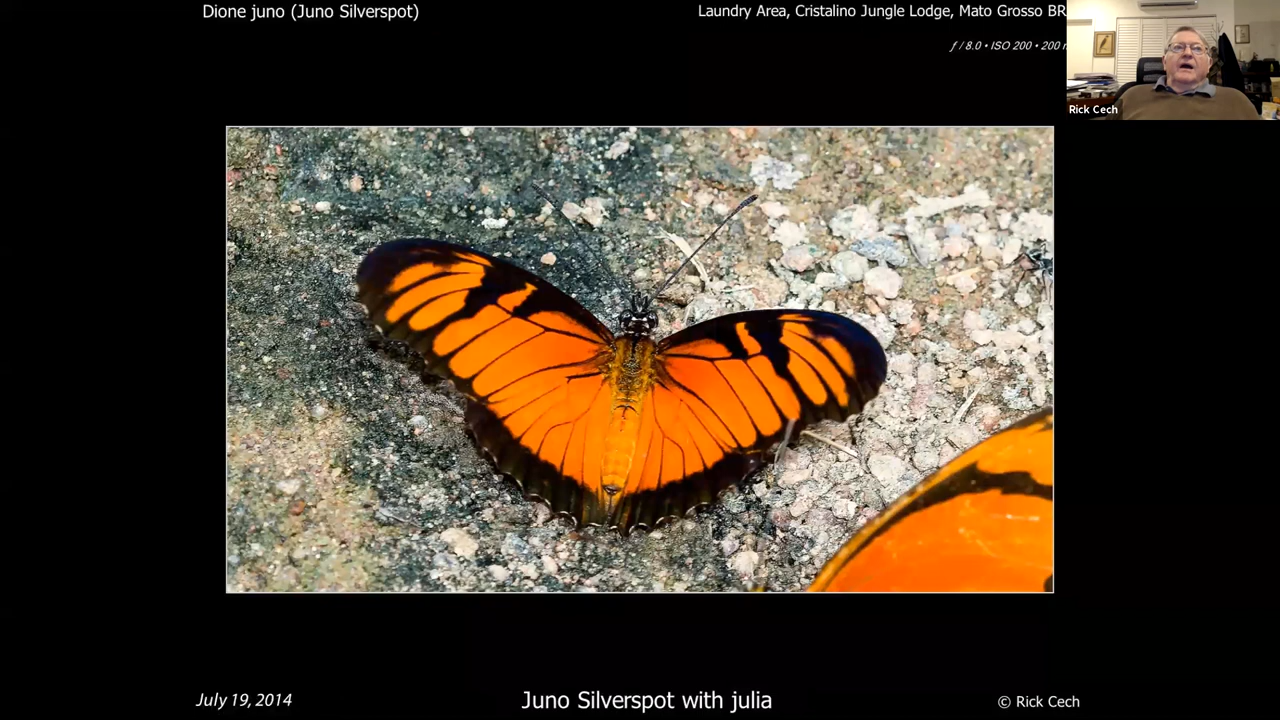 Dione juno (Juno Silverspot)
Laundry Area, Cristalino Jungle Lodge, Mato Grosso BR
ƒ / 8.0 • ISO 200 • 200
Rick Cech
July 19, 2014
Juno Silverspot with julia
© Rick Cech